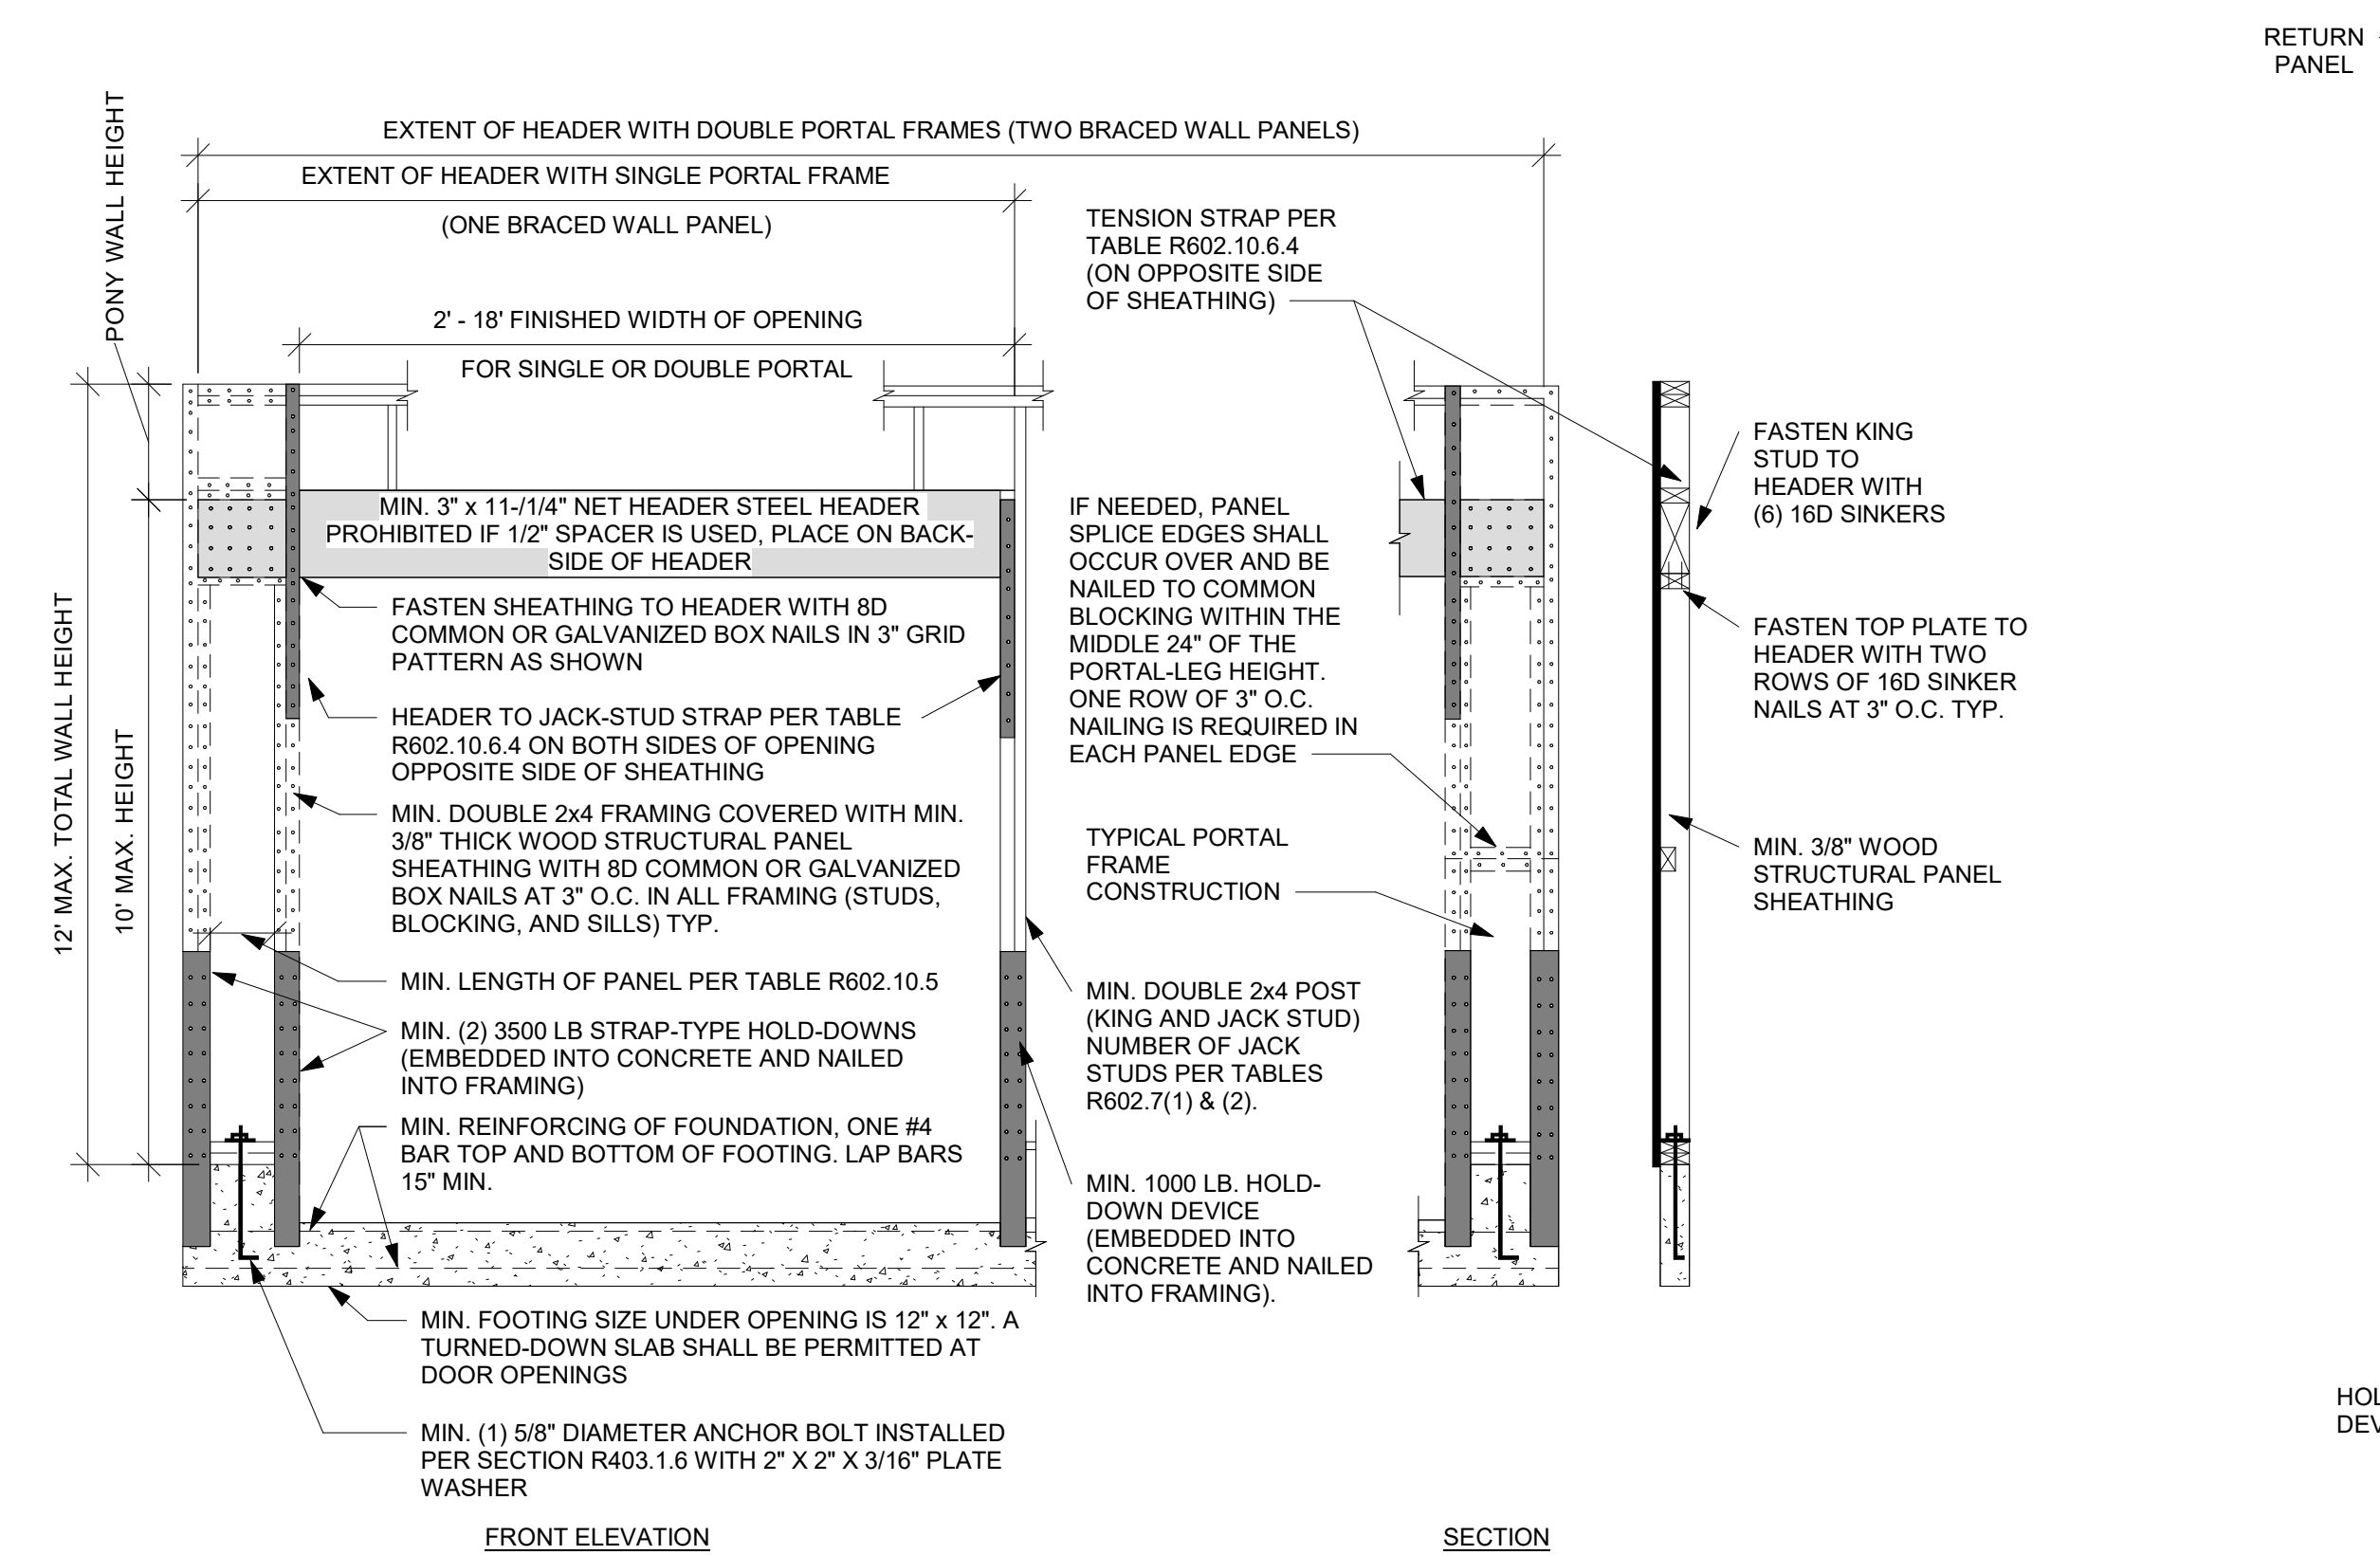 RETURN
PANEL
PONY WALL HEIGHT
EXTENT OF HEADER WITH DOUBLE PORTAL FRAMES (TWO BRACED WALL PANELS)
EXTENT OF HEADER WITH SINGLE PORTAL FRAME
(ONE BRACED WALL PANEL)
2' - 18' FINISHED WIDTH OF OPENING
FOR SINGLE OR DOUBLE PORTAL
TENSION STRAP PER
TABLE R602.10.6.4
(ON OPPOSITE SIDE
OF SHEATHING)
12' MAX. TOTAL WALL HEIGHT
10' MAX. HEIGHT
MIN. 3" x 11-/1/4" NET HEADER STEEL HEADER
PROHIBITED IF 1/2" SPACER IS USED, PLACE ON BACK-
SIDE OF HEADER
FASTEN SHEATHING TO HEADER WITH 8D
COMMON OR GALVANIZED BOX NAILS IN 3" GRID
PATTERN AS SHOWN
HEADER TO JACK-STUD STRAP PER TABLE
R602.10.6.4 ON BOTH SIDES OF OPENING
OPPOSITE SIDE OF SHEATHING
MIN. DOUBLE 2x4 FRAMING COVERED WITH MIN.
3/8" THICK WOOD STRUCTURAL PANEL
SHEATHING WITH 8D COMMON OR GALVANIZED
BOX NAILS AT 3" O.C. IN ALL FRAMING (STUDS,
BLOCKING, AND SILLS) TYP.
MIN. LENGTH OF PANEL PER TABLE R602.10.5
MIN. (2) 3500 LB STRAP-TYPE HOLD-DOWNS
(EMBEDDED INTO CONCRETE AND NAILED
INTO FRAMING)
MIN. REINFORCING OF FOUNDATION, ONE #4
BAR TOP AND BOTTOM OF FOOTING. LAP BARS
15" MIN.
MIN. FOOTING SIZE UNDER OPENING IS 12" x 12". A
TURNED-DOWN SLAB SHALL BE PERMITTED AT
DOOR OPENINGS
MIN. (1) 5/8" DIAMETER ANCHOR BOLT INSTALLED
PER SECTION R403.1.6 WITH 2" X 2" X 3/16" PLATE
WASHER
IF NEEDED, PANEL
SPLICE EDGES SHALL
OCCUR OVER AND BE
NAILED TO COMMON
BLOCKING WITHIN THE
MIDDLE 24" OF THE
PORTAL-LEG HEIGHT.
ONE ROW OF 3" O.C.
NAILING IS REQUIRED IN
EACH PANEL EDGE
TYPICAL PORTAL
FRAME
CONSTRUCTION
MIN. DOUBLE 2x4 POST
(KING AND JACK STUD)
NUMBER OF JACK
STUDS PER TABLES
R602.7(1) & (2).
MIN. 1000 LB. HOLD-
DOWN DEVICE
(EMBEDDED INTO
CONCRETE AND NAILED
INTO FRAMING).
FASTEN KING
STUD TO
HEADER WITH
(6) 16D SINKERS
FASTEN TOP PLATE TO
HEADER WITH TWO
ROWS OF 16D SINKER
NAILS AT 3" O.C. TYP.
MIN. 3/8" WOOD
STRUCTURAL PANEL
SHEATHING
FRONT ELEVATION
SECTION